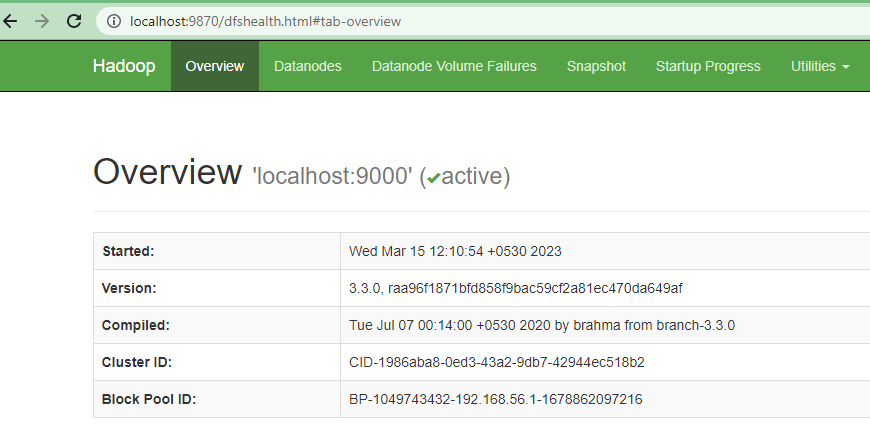 localhost:9870/dfshealth.html#tab-overview
Hadoop Overview Datanodes Datanode Volume Failures Snapshot Startup Progress Utilities
Overview 'localhost:9000' (✔active)
Started: Wed Mar 15 12:10:54 +0530 2023
Version: 3.3.0, raa96f1871bfd858f9bac59cf2a81ec470da649af
Compiled: Tue Jul 07 00:14:00 +0530 2020 by brahma from branch-3.3.0
Cluster ID: CID-1986aba8-0ed3-43a2-9db7-42944ec518b2
Block Pool ID: BP-1049743432-192.168.56.1-1678862097216